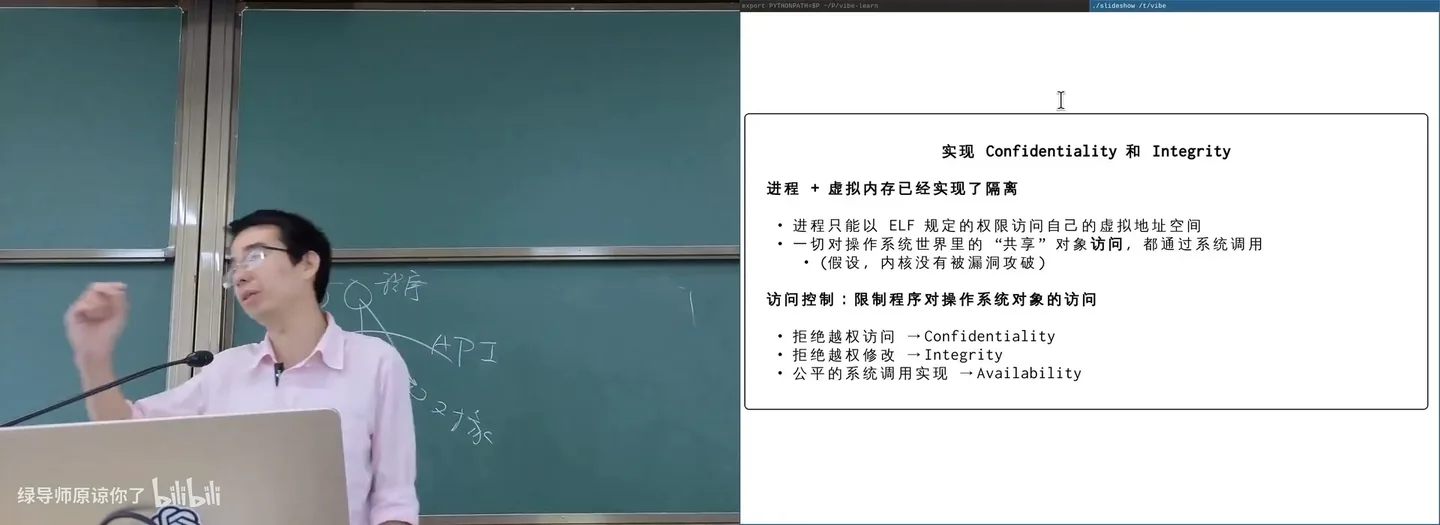 export PYTHONPATH=$P ~/P/vibe-learn
./slideshow /t/vibe
实现 Confidentiality 和 Integrity
进程 + 虚拟内存已经实现了隔离
• 进程只能以 ELF 规定的权限访问自己的虚拟地址空间
• 一切对操作系统世界里的“共享”对象访问，都通过系统调用
• (假设，内核没有被漏洞攻破)
访问控制：限制程序对操作系统对象的访问
• 拒绝越权访问 →Confidentiality
• 拒绝越权修改 →Integrity
• 公平的系统调用实现 →Availability
程序
API
对象
绿导师原谅你了 bilibili